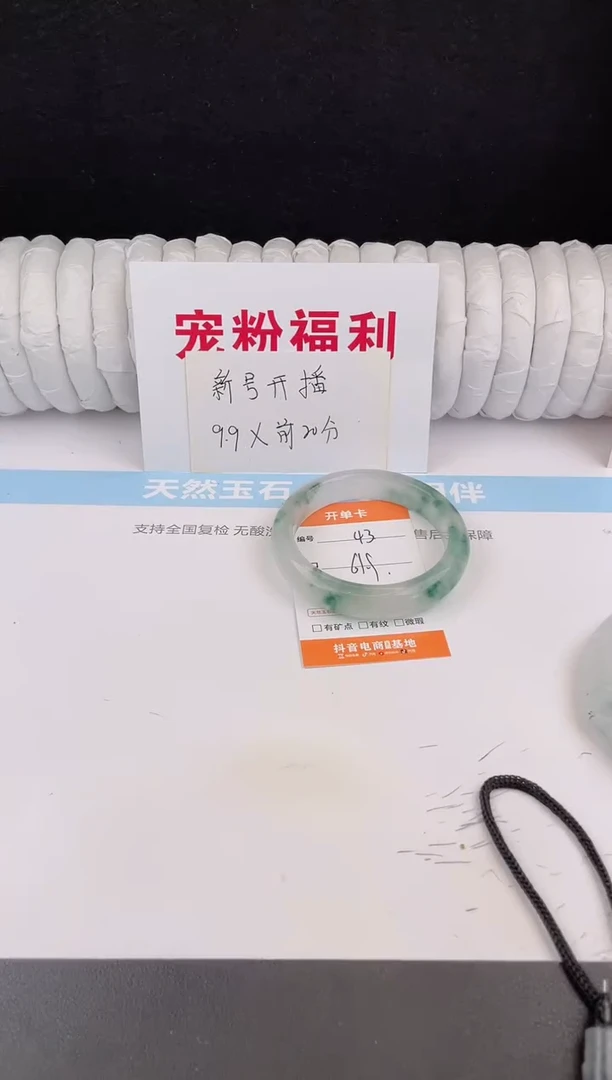 宠粉福利
新号开播
9.9 X 前20分
天然玉石
伴
支持全国复检 无酸
售后
保障
开单卡
编号 43
619.
□有矿点 □有纹 □微瑕
抖音电商
基地